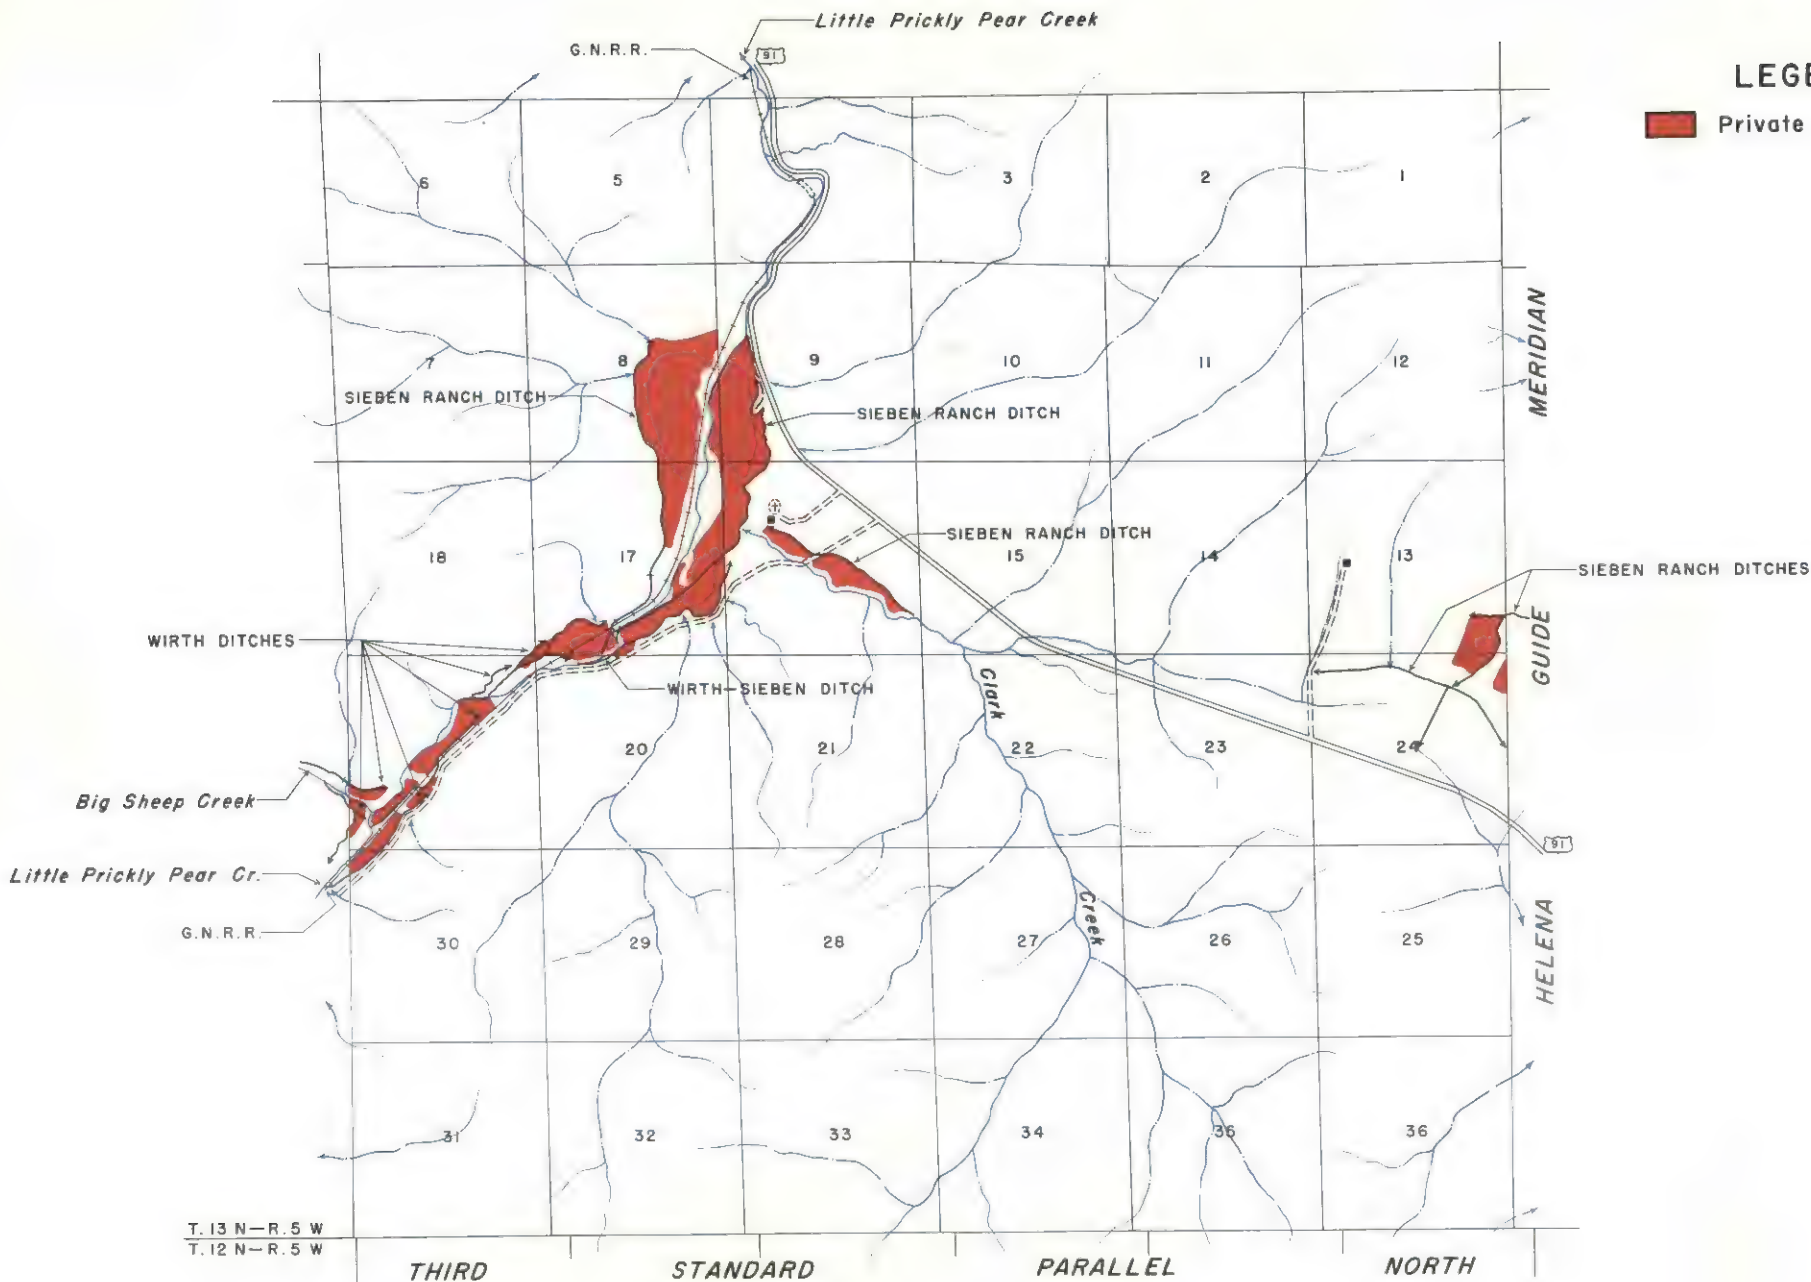 Little Prickly Pear Creek
G.N.R.R.
91
LEGE
Private
6
5
3
2
1
7
8
9
10
11
12
MERIDIAN
SIEBEN RANCH DITCH
SIEBEN RANCH DITCH
18
17
SIEBEN RANCH DITCH
15
14
13
SIEBEN RANCH DITCHES
WIRTH DITCHES
GUIDE
WIRTH-SIEBEN DITCH
Clark
20
21
22
23
24
Big Sheep Creek
91
Little Prickly Pear Cr.
Creek
G.N.R.R.
30
29
28
27
26
25
HELENA
31
32
33
34
35
36
T. 13 N-R. 5 W
T. 12 N-R. 5 W
THIRD STANDARD PARALLEL NORTH